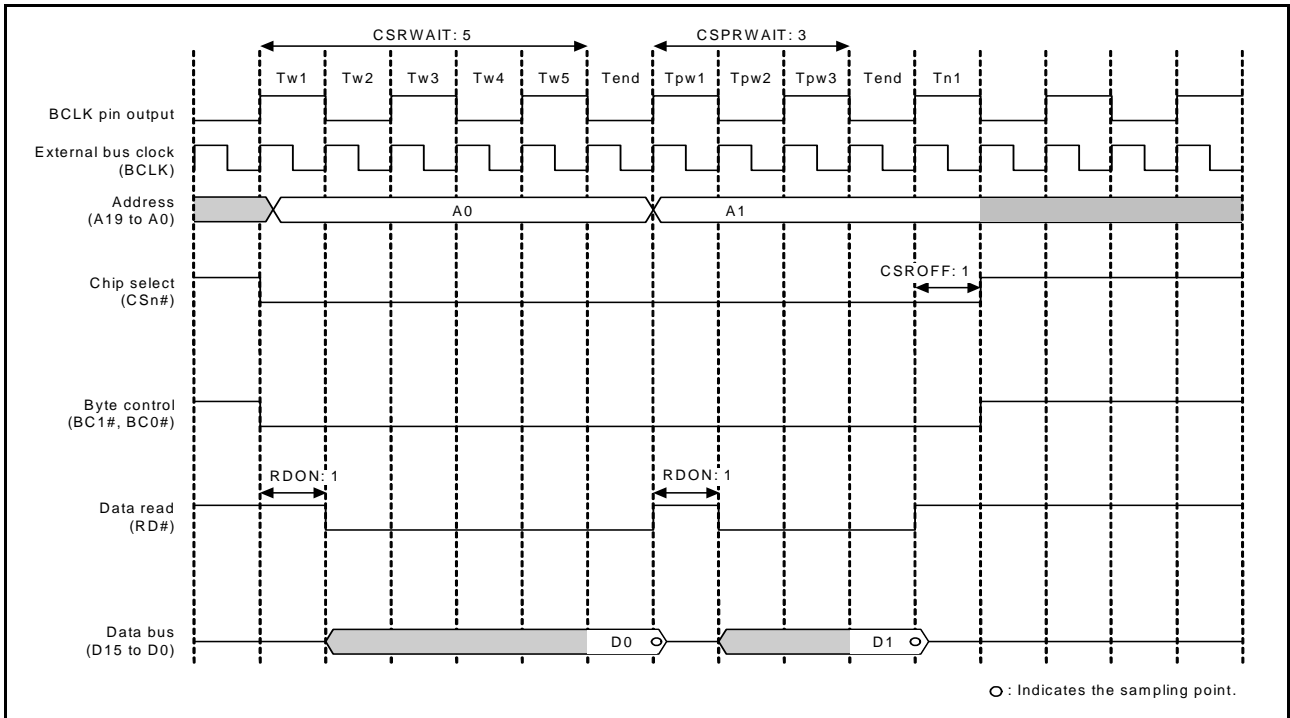 CSRWAIT: 5
CSPRWAIT: 3
Tw1 Tw2 Tw3 Tw4 Tw5 Tend Tpw1 Tpw2 Tpw3 Tend Tn1
BCLK pin output
External bus clock
(BCLK)
Address
(A19 to A0)
A0
A1
Chip select
(CSn#)
CSROFF: 1
Byte control
(BC1#, BC0#)
RDON: 1
RDON: 1
Data read
(RD#)
Data bus
(D15 to D0)
D0
D1
: Indicates the sampling point.